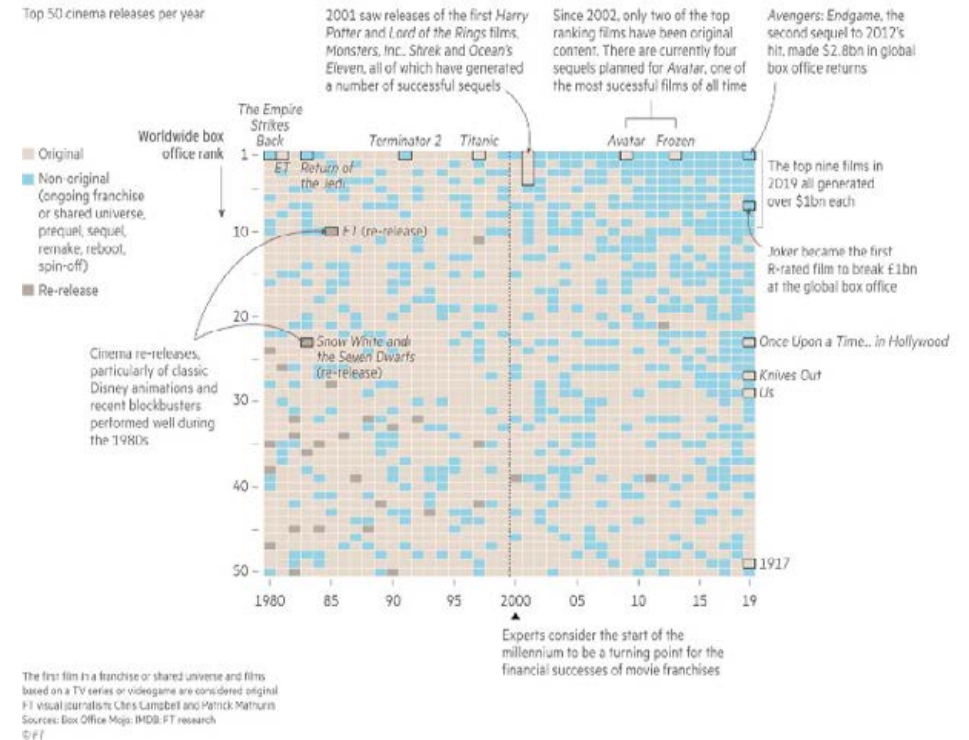 Top 50 cinema releases per year
2001 saw releases of the first Harry
Potter and Lord of the Rings films,
Monsters, Inc., Shrek and Ocean's
Eleven, all of which have generated
a number of successful sequels
Since 2002, only two of the top
ranking films have been original
content. There are currently four
sequels planned for Avatar, one of
the most sucessful films of all time
Avengers: Endgame, the
second sequel to 2012's
hit, made $2.8bn in global
box office returns
Original
Non-original
(ongoing franchise
or shared universe,
prequel, sequel,
remake, reboot,
spin-off)
Re-release
Worldwide box
office rank
The Empire
Strikes
Back
ET
Return of
the Jedi
Terminator 2
Titanic
Avatar
Frozen
1
10
20
30
40
50
ET (re-release)
Snow White and
the Seven Dwarfs
(re-release)
Cinema re-releases,
particularly of classic
Disney animations and
recent blockbusters
performed well during
the 1980s
The top nine films in
2019 all generated
over $1bn each
Joker became the first
R-rated film to break £1bn
at the global box office
Once Upon a Time... in Hollywood
Knives Out
Us
1917
1980 85 90 95 2000 05 10 15 19
Experts consider the start of the
millennium to be a turning point for the
financial successes of movie franchises
The first film in a franchise or shared universe and films
based on a TV series or videogame are considered original
FT visual journalism: Chris Campbell and Patrick Mathurin
Sources: Box Office Mojo; IMDB; FT research
© FT